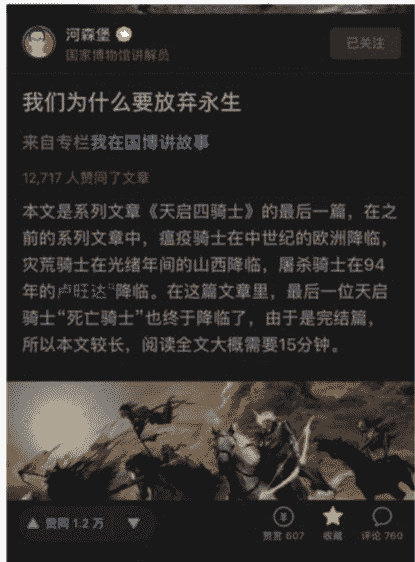 河森堡
国家博物馆讲解员
已关注
我们为什么要放弃永生
来自专栏我在国博讲故事
12,717 人赞同了文章
本文是系列文章《天启四骑士》的最后一篇，在之
前的系列文章中，瘟疫骑士在中世纪的欧洲降临，
灾荒骑士在光绪年间的山西降临，屠杀骑士在94
年的卢旺达降临。在这篇文章里，最后一位天启
骑士“死亡骑士”也终于降临了，由于是完结篇，
所以本文较长，阅读全文大概需要15分钟。
赞同 1.2 万
赞赏 607
收藏
评论 760